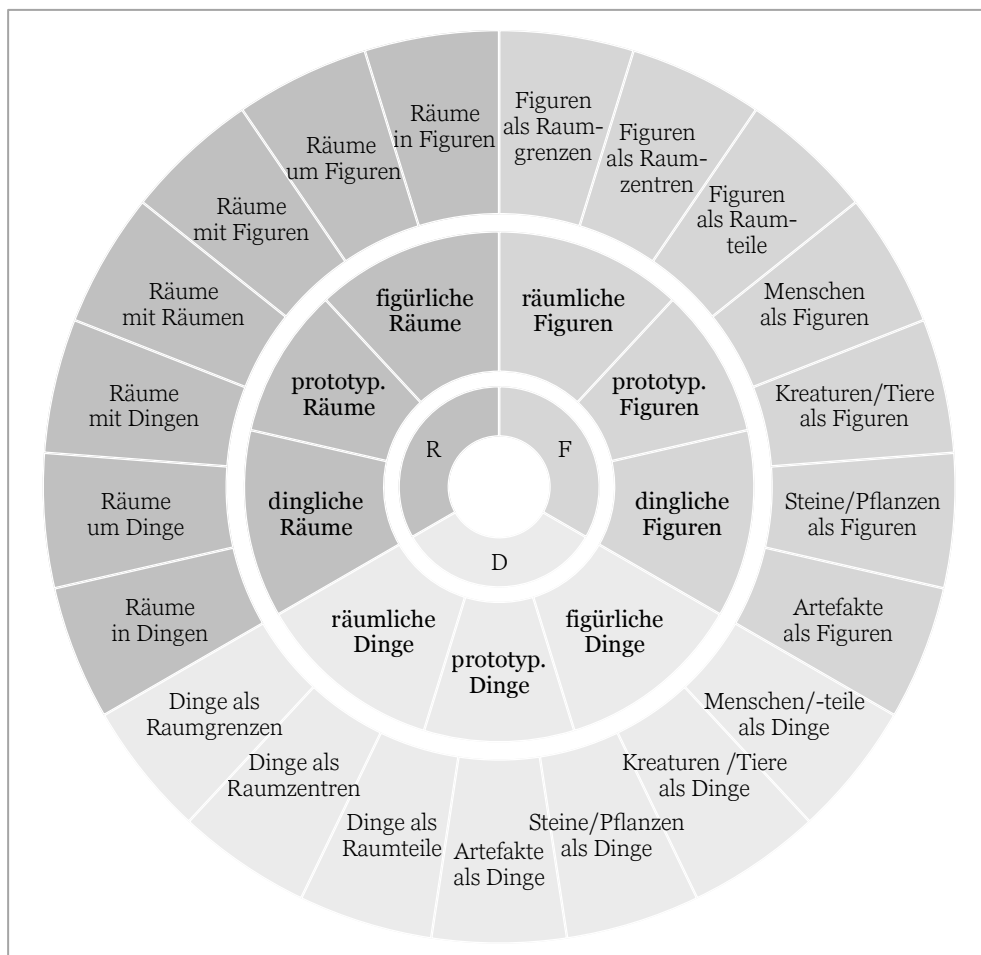 Figuren
als Raum-
grenzen
Figuren
als Raum-
zentren
Figuren
als Raum-
teile
Menschen
als Figuren
Kreaturen/Tiere
als Figuren
Steine/Pflanzen
als Figuren
Artefakte
als Figuren
Menschen/-teile
als Dinge
Kreaturen /Tiere
als Dinge
Steine/Pflanzen
als Dinge
Artefakte
als Dinge
Dinge als
Raumteile
Dinge als
Raumzentren
Dinge als
Raumgrenzen
Räume
in Dingen
Räume
um Dinge
Räume
mit Dingen
Räume
mit Räumen
Räume
mit Figuren
Räume
um Figuren
Räume
in Figuren
räumliche
Figuren
prototyp.
Figuren
dingliche
Figuren
figürliche
Dinge
prototyp.
Dinge
räumliche
Dinge
dingliche
Räume
prototyp.
Räume
figürliche
Räume
F
D
R